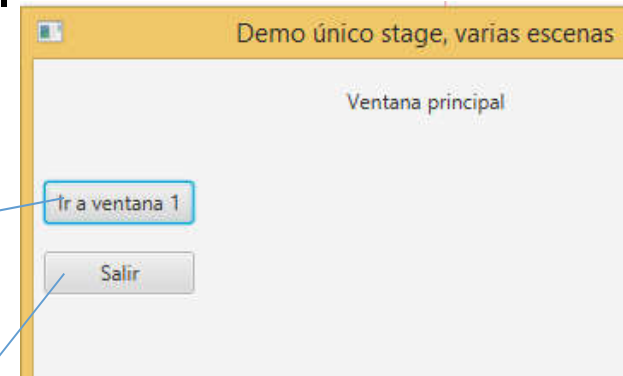 Demo único stage, varias escenas
Ventana principal
Ir a ventana 1
Salir